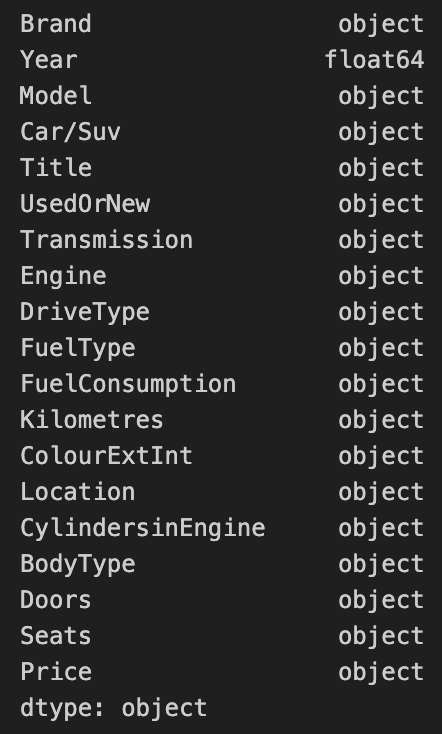 Brand object
Year float64
Model object
Car/Suv object
Title object
UsedOrNew object
Transmission object
Engine object
DriveType object
FuelType object
FuelConsumption object
Kilometres object
ColourExtInt object
Location object
CylindersinEngine object
BodyType object
Doors object
Seats object
Price object
dtype: object